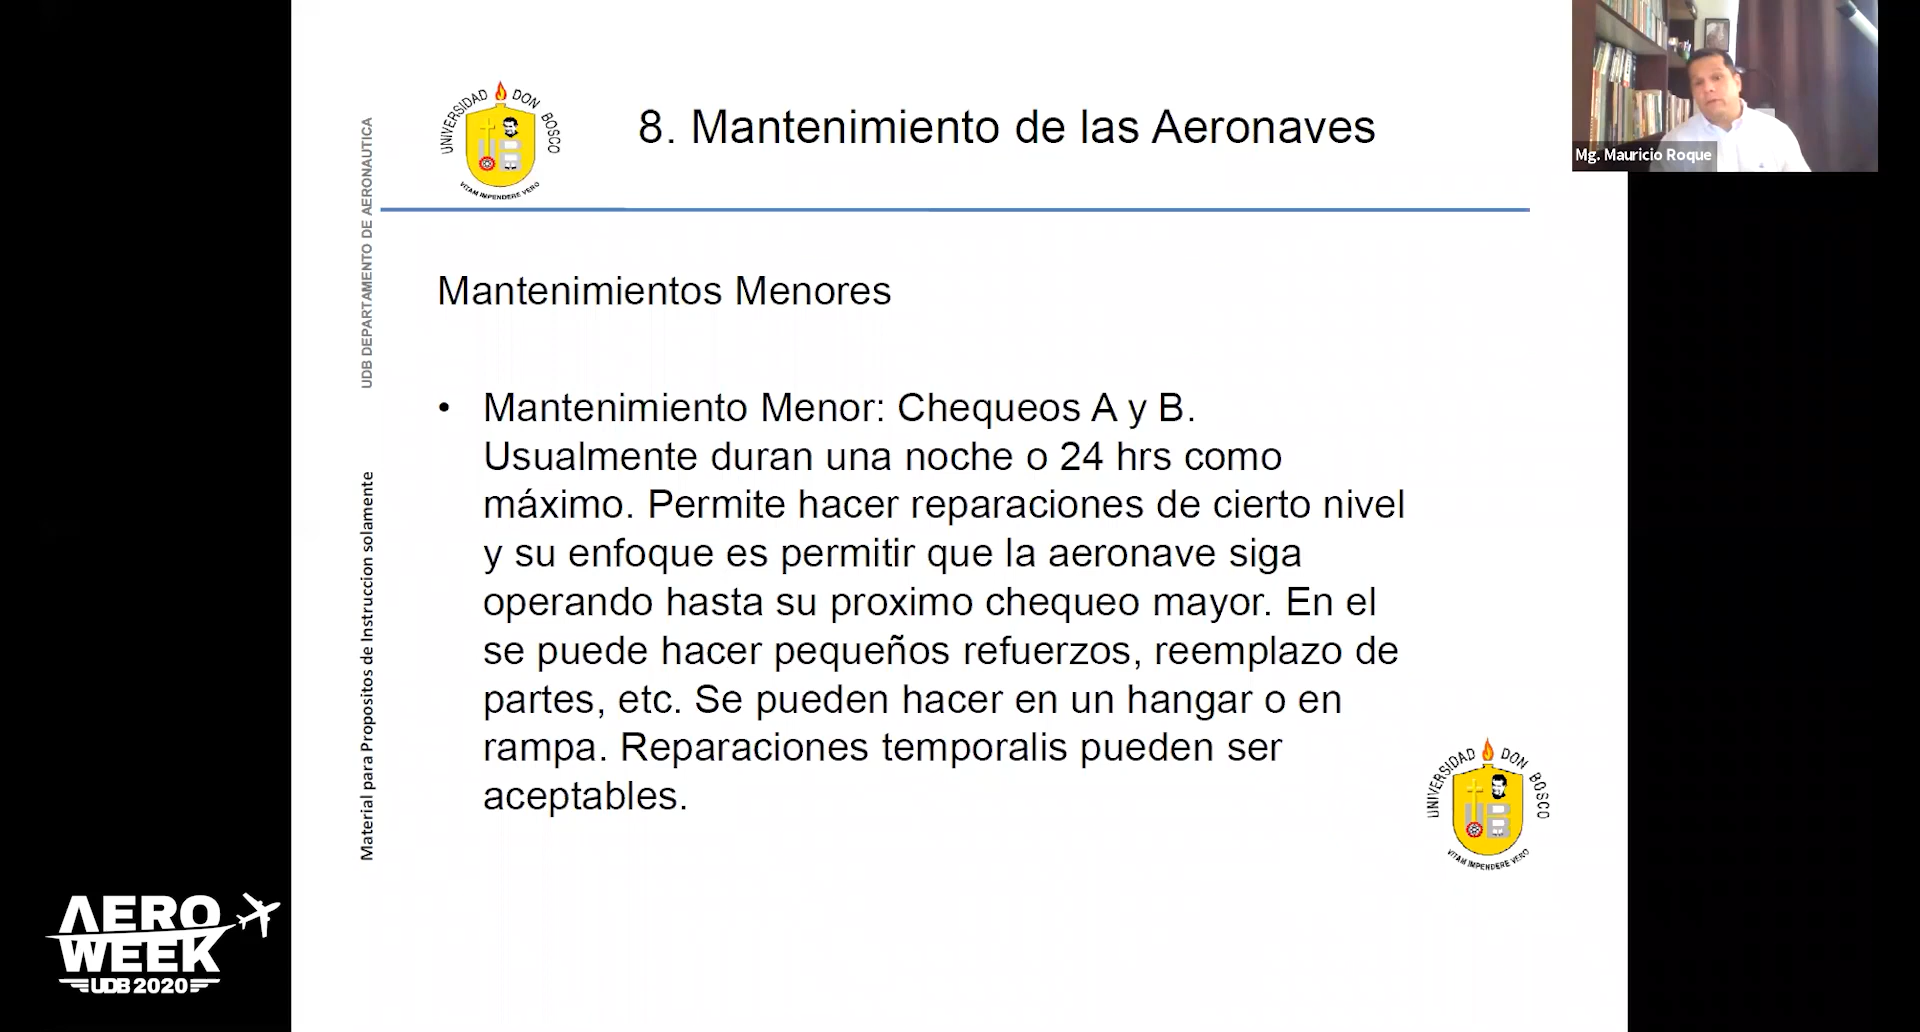 UNIVERSIDAD DON BOSCO
UDB
VITAM IMPENDERE VERO
8. Mantenimiento de las Aeronaves
Mg. Mauricio Roque
UDB DEPARTAMENTO DE AERONAUTICA
Material para Propositos de Instruccion solamente
Mantenimientos Menores
• Mantenimiento Menor: Chequeos A y B.
Usualmente duran una noche o 24 hrs como
máximo. Permite hacer reparaciones de cierto nivel
y su enfoque es permitir que la aeronave siga
operando hasta su proximo chequeo mayor. En el
se puede hacer pequeños refuerzos, reemplazo de
partes, etc. Se pueden hacer en un hangar o en
rampa. Reparaciones temporalis pueden ser
aceptables.
UNIVERSIDAD DON BOSCO
UDB
VITAM IMPENDERE VERO
AERO
WEEK
UDB 2020